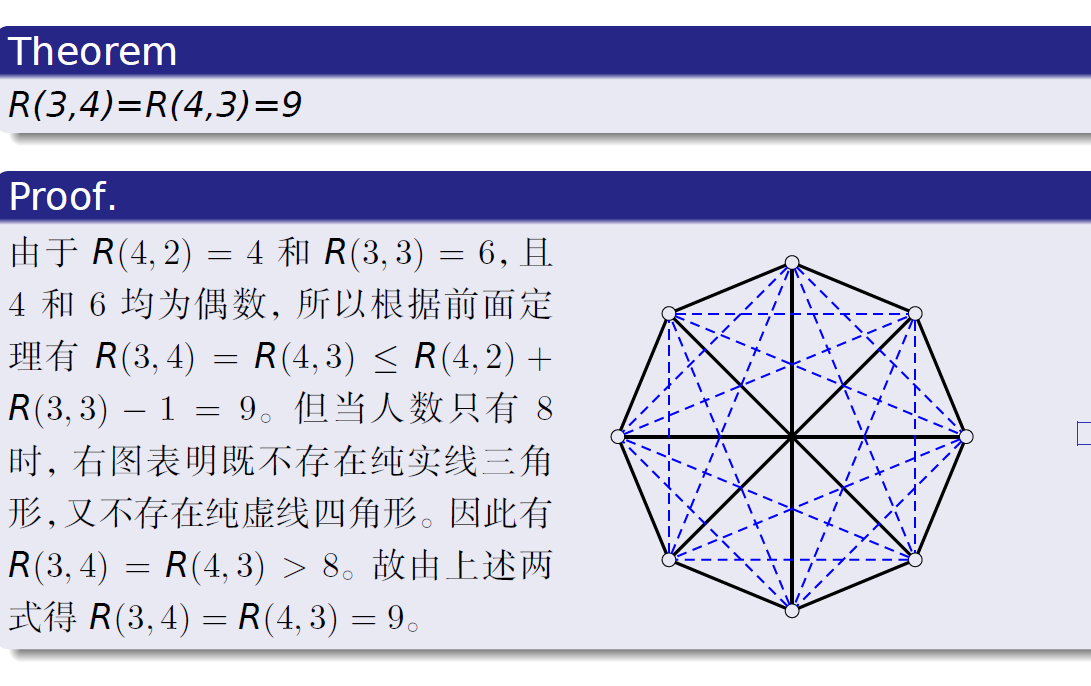 Theorem
R(3,4)=R(4,3)=9
Proof.
由于 R(4, 2) = 4 和 R(3, 3) = 6, 且
4 和 6 均为偶数, 所以根据前面定
理有 R(3, 4) = R(4, 3) ≤ R(4, 2) +
R(3, 3) − 1 = 9。但当人数只有 8
时, 右图表明既不存在纯实线三角
形, 又不存在纯虚线四角形。因此有
R(3, 4) = R(4, 3) > 8。故由上述两
式得 R(3, 4) = R(4, 3) = 9。